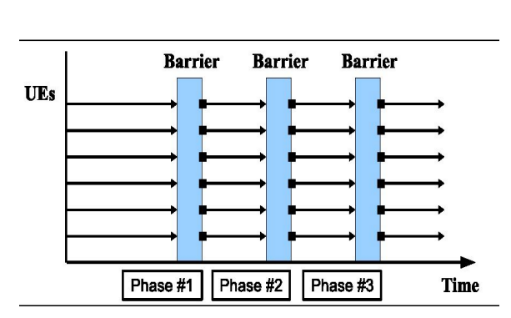 Barrier Barrier Barrier
UEs
Phase #1 Phase #2 Phase #3
Time